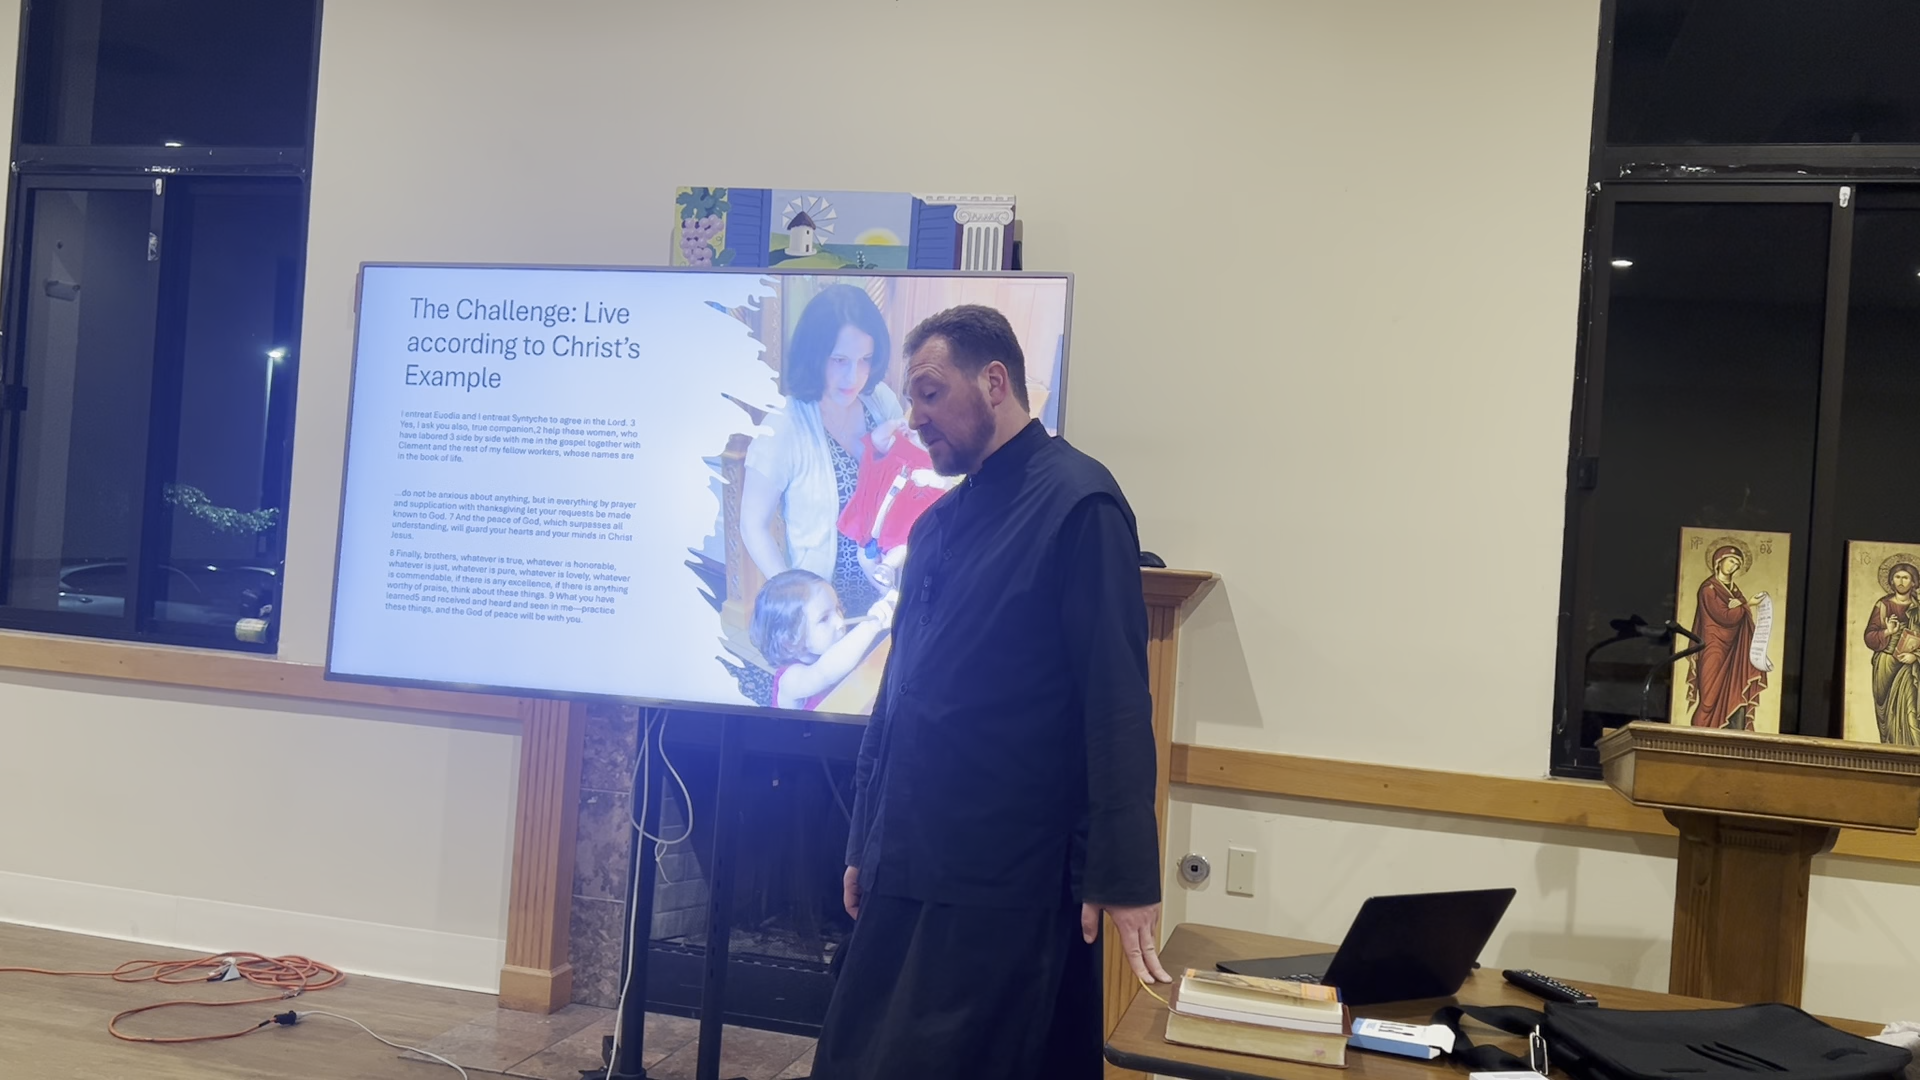 The Challenge: Live
according to Christ's
Example
I entreat Euodia and I entreat Syntyche to agree in the Lord. 3
Yes, I ask you also, true companion,2 help these women, who
have labored 3 side by side with me in the gospel together with
Clement and the rest of my fellow workers, whose names are
in the book of life.
...do not be anxious about anything, but in everything by prayer
and supplication with thanksgiving let your requests be made
known to God. 7 And the peace of God, which surpasses all
understanding, will guard your hearts and your minds in Christ
Jesus.
8 Finally, brothers, whatever is true, whatever is honorable,
whatever is just, whatever is pure, whatever is lovely, whatever
is commendable, if there is any excellence, if there is anything
worthy of praise, think about these things. 9 What you have
learned5 and received and heard and seen in me—practice
these things, and the God of peace will be with you.